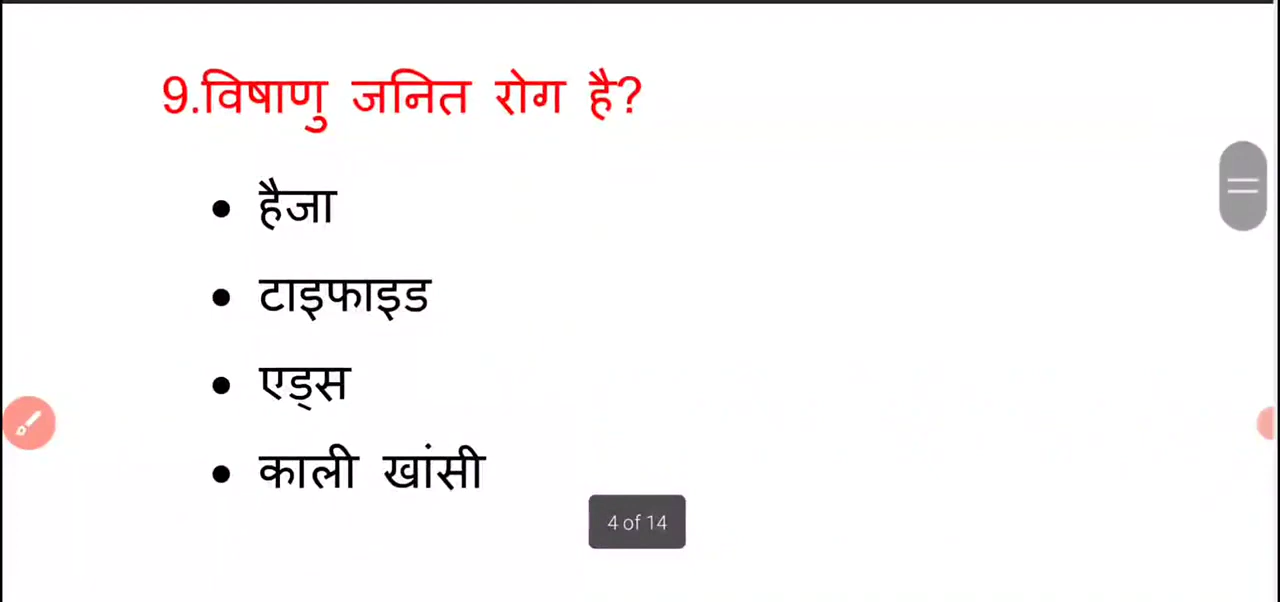 9.विषाणु जनित रोग है?
• हैजा
• टाइफाइड
• एड्स
• काली खांसी
4 of 14